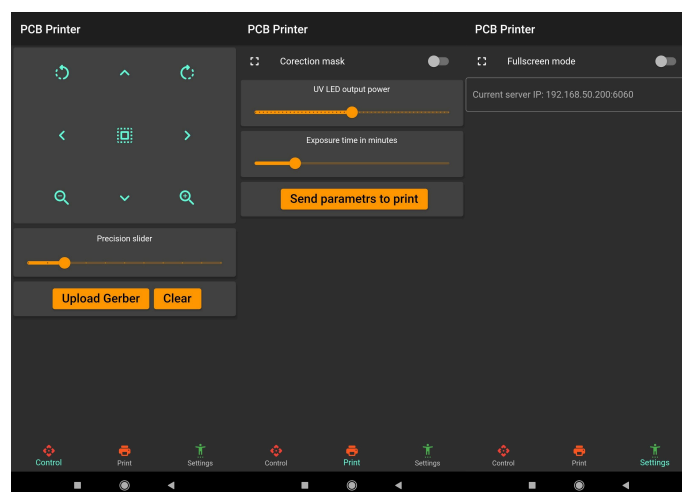 PCB Printer
Precision slider
Upload Gerber Clear
Control Print Settings
PCB Printer
Corection mask
UV LED output power
Exposure time in minutes
Send parametrs to print
Control Print Settings
PCB Printer
Fullscreen mode
Current server IP: 192.168.50.200:6060
Control Print Settings